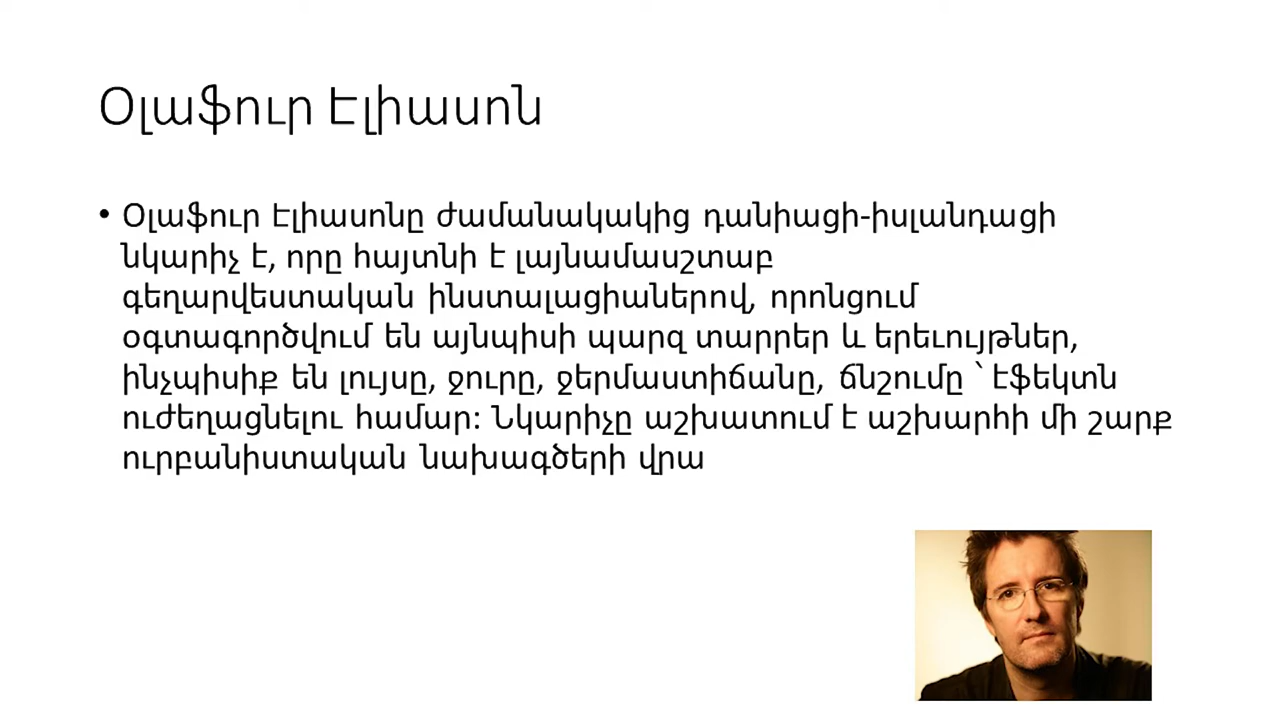 Օլաֆուր Էլիասոն
• Օլաֆուր Էլիասոնը ժամանակակից դանիացի-իսլանդացի
նկարիչ է, որը հայտնի է լայնամասշտաբ
գեղարվեստական ինստալացիաներով, որոնցում
օգտագործվում են այնպիսի պարզ տարրեր և երեւույթներ,
ինչպիսիք են լույսը, ջուրը, ջերմաստիճանը, ճնշումը ՝ էֆեկտն
ուժեղացնելու համար: Նկարիչը աշխատում է աշխարհի մի շարք
ուրբանիստական նախագծերի վրա